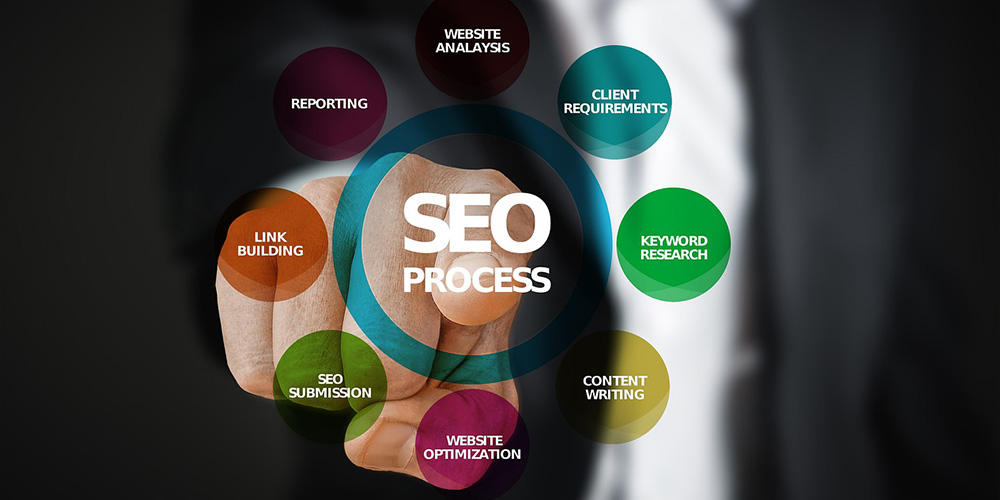 WEBSITE
ANALAYSIS
CLIENT
REQUIREMENTS
KEYWORD
RESEARCH
CONTENT
WRITING
WEBSITE
OPTIMIZATION
SEO
SUBMISSION
LINK
BUILDING
REPORTING
SEO
PROCESS